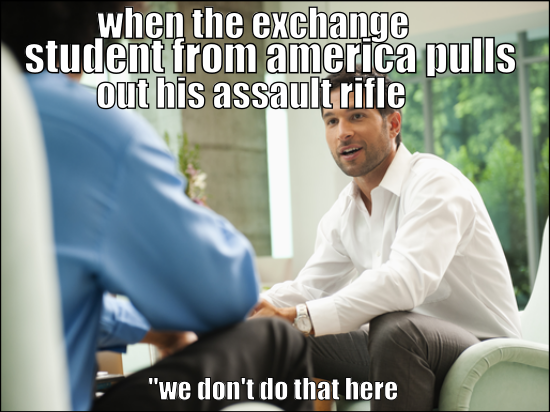 when the exchange
student from america pulls
out his assault rifle
"we don't do that here